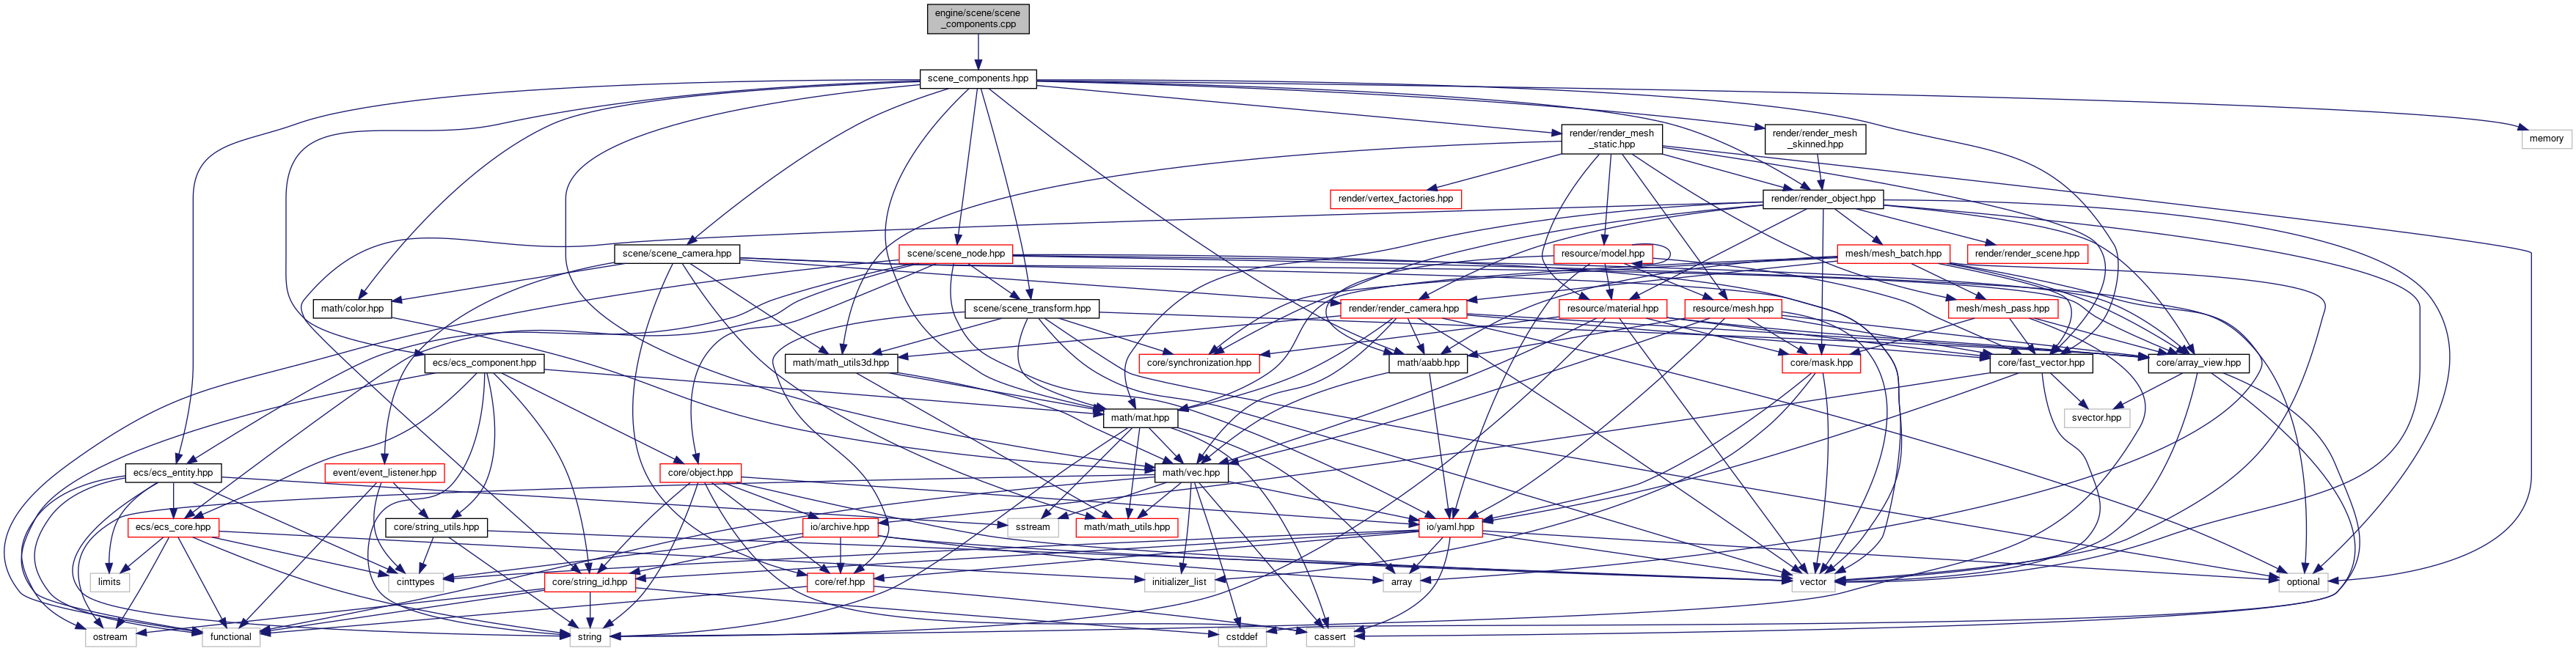 engine/scene/scene
_components.cpp
scene_components.hpp
render/render_mesh
_static.hpp
render/render_mesh
_skinned.hpp
memory
render/vertex_factories.hpp
render/render_object.hpp
scene/scene_camera.hpp
scene/scene_node.hpp
resource/model.hpp
mesh/mesh_batch.hpp
render/render_scene.hpp
math/color.hpp
scene/scene_transform.hpp
render/render_camera.hpp
resource/material.hpp
resource/mesh.hpp
mesh/mesh_pass.hpp
ecs/ecs_component.hpp
math/math_utils3d.hpp
core/synchronization.hpp
math/aabb.hpp
core/mask.hpp
core/fast_vector.hpp
core/array_view.hpp
math/mat.hpp
svector.hpp
ecs/ecs_entity.hpp
event/event_listener.hpp
core/object.hpp
math/vec.hpp
ecs/ecs_core.hpp
core/string_utils.hpp
io/archive.hpp
sstream
math/math_utils.hpp
io/yaml.hpp
limits
cinttypes
core/string_id.hpp
core/ref.hpp
initializer_list
array
vector
optional
ostream
functional
string
cstddef
cassert